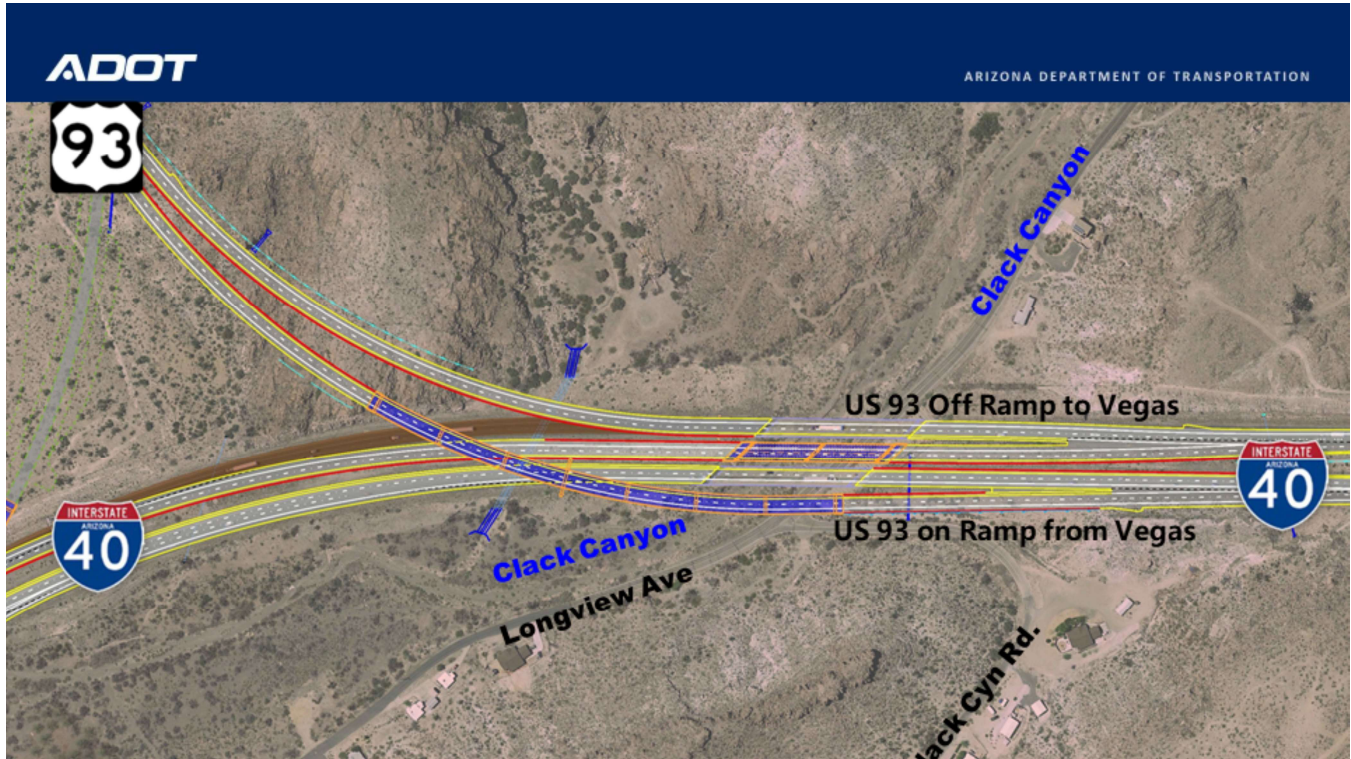 ADOT
ARIZONA DEPARTMENT OF TRANSPORTATION
93
Clack Canyon
US 93 Off Ramp to Vegas
INTERSTATE
ARIZONA
40
INTERSTATE
ARIZONA
40
US 93 on Ramp from Vegas
Clack Canyon
Longview Ave
lack Cyn Rd.